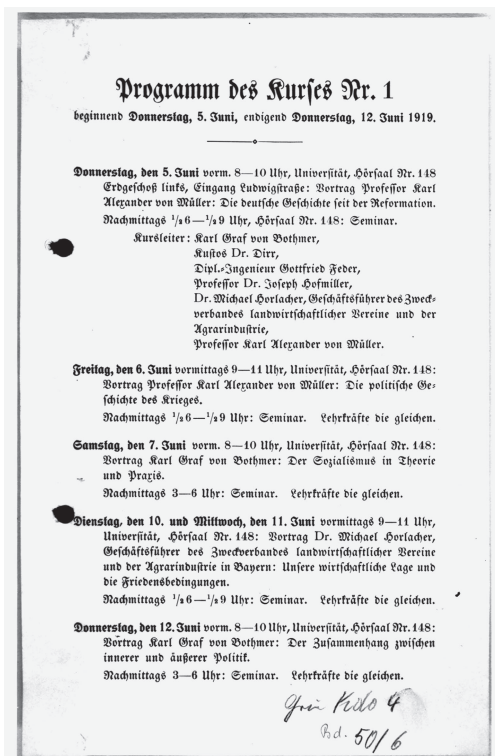 Programm des Kurses Nr. 1
beginnend Donnerstag, 5. Juni, endigend Donnerstag, 12. Juni 1919.
Donnerstag, den 5. Juni vorm. 8—10 Uhr, Universität, Hörsaal Nr. 148
Erdgeschoß links, Eingang Ludwigstraße: Vortrag Professor Karl
Alexander von Müller: Die deutsche Geschichte seit der Reformation.
Nachmittags 1/26—1/29 Uhr, Hörsaal Nr. 148: Seminar.
Kursleiter: Karl Graf von Bothmer,
Kustos Dr. Dirr,
Dipl.-Ingenieur Gottfried Feder,
Professor Dr. Joseph Hofmiller,
Dr. Michael Horlacher, Geschäftsführer des Zweck-
verbandes landwirtschaftlicher Vereine und der
Agrarindustrie,
Professor Karl Alexander von Müller.
Freitag, den 6. Juni vormittags 9—11 Uhr, Universität, Hörsaal Nr. 148:
Vortrag Professor Karl Alexander von Müller: Die politische Ge-
schichte des Krieges.
Nachmittags 1/26—1/29 Uhr: Seminar. Lehrkräfte die gleichen.
Samstag, den 7. Juni vorm. 8—10 Uhr, Universität, Hörsaal Nr. 148:
Vortrag Karl Graf von Bothmer: Der Sozialismus in Theorie
und Praxis.
Nachmittags 3—6 Uhr: Seminar. Lehrkräfte die gleichen.
Dienstag, den 10. und Mittwoch, den 11. Juni vormittags 9—11 Uhr,
Universität, Hörsaal Nr. 148: Vortrag Dr. Michael Horlacher,
Geschäftsführer des Zweckverbandes landwirtschaftlicher Vereine
und der Agrarindustrie in Bayern: Unsere wirtschaftliche Lage und
die Friedensbedingungen.
Nachmittags 1/26—1/29 Uhr: Seminar. Lehrkräfte die gleichen.
Donnerstag, den 12. Juni vorm. 8—10 Uhr, Universität, Hörsaal Nr. 148:
Vortrag Karl Graf von Bothmer: Der Zusammenhang zwischen
innerer und äußerer Politik.
Nachmittags 3—6 Uhr: Seminar. Lehrkräfte die gleichen.
Kdo 4
Bd. 50/6